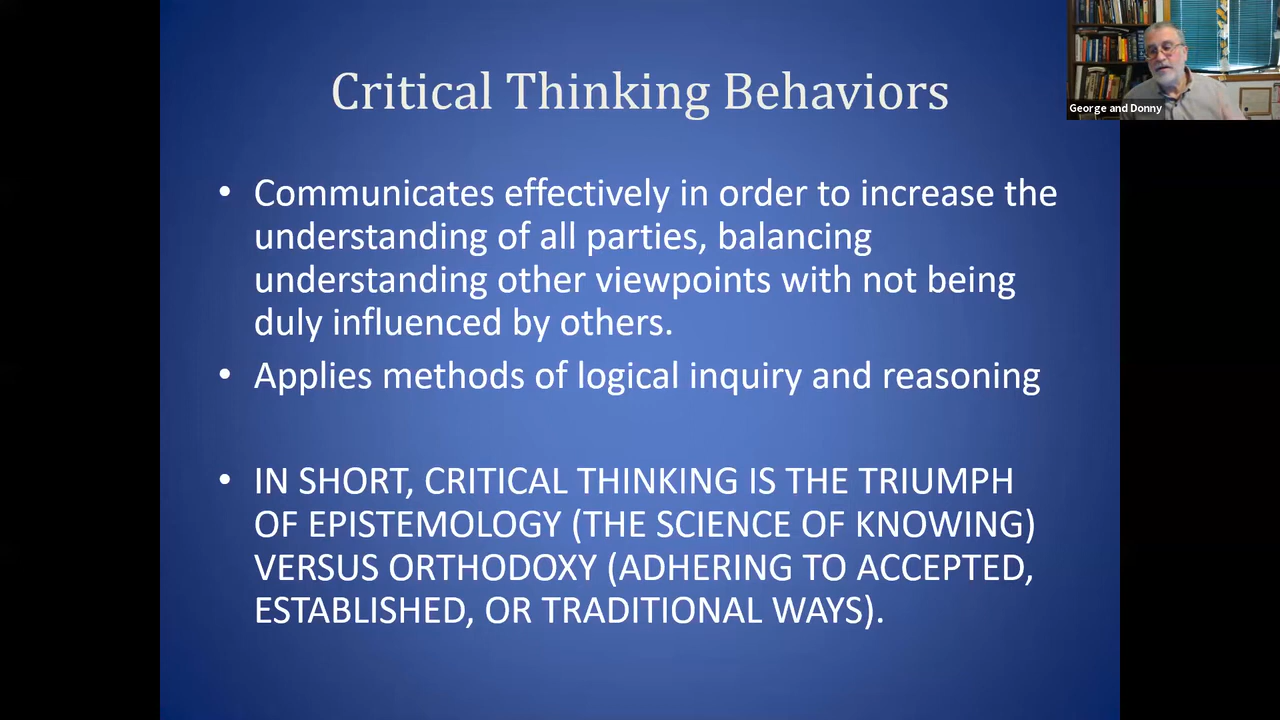 Critical Thinking Behaviors
George and Donny
• Communicates effectively in order to increase the
understanding of all parties, balancing
understanding other viewpoints with not being
duly influenced by others.
• Applies methods of logical inquiry and reasoning
• IN SHORT, CRITICAL THINKING IS THE TRIUMPH
OF EPISTEMOLOGY (THE SCIENCE OF KNOWING)
VERSUS ORTHODOXY (ADHERING TO ACCEPTED,
ESTABLISHED, OR TRADITIONAL WAYS).